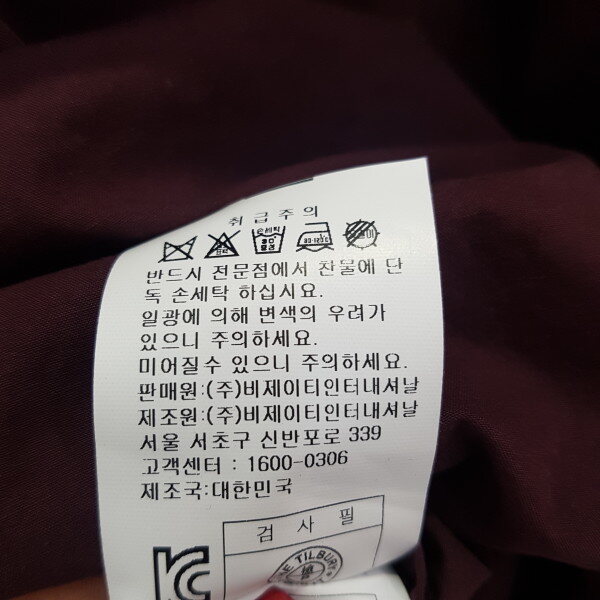 취급주의
손세탁
반드시 전문점에서 찬물에 단
독 손세탁 하십시요.
일광에 의해 변색의 우려가
있으니 주의하세요.
미어질수 있으니 주의하세요.
판매원:(주)비제이티인터내셔날
제조원:(주)비제이티인터내셔날
서울 서초구 신반포로 339
고객센터 : 1600-0306
제조국:대한민국
검 사 필
TILBURY